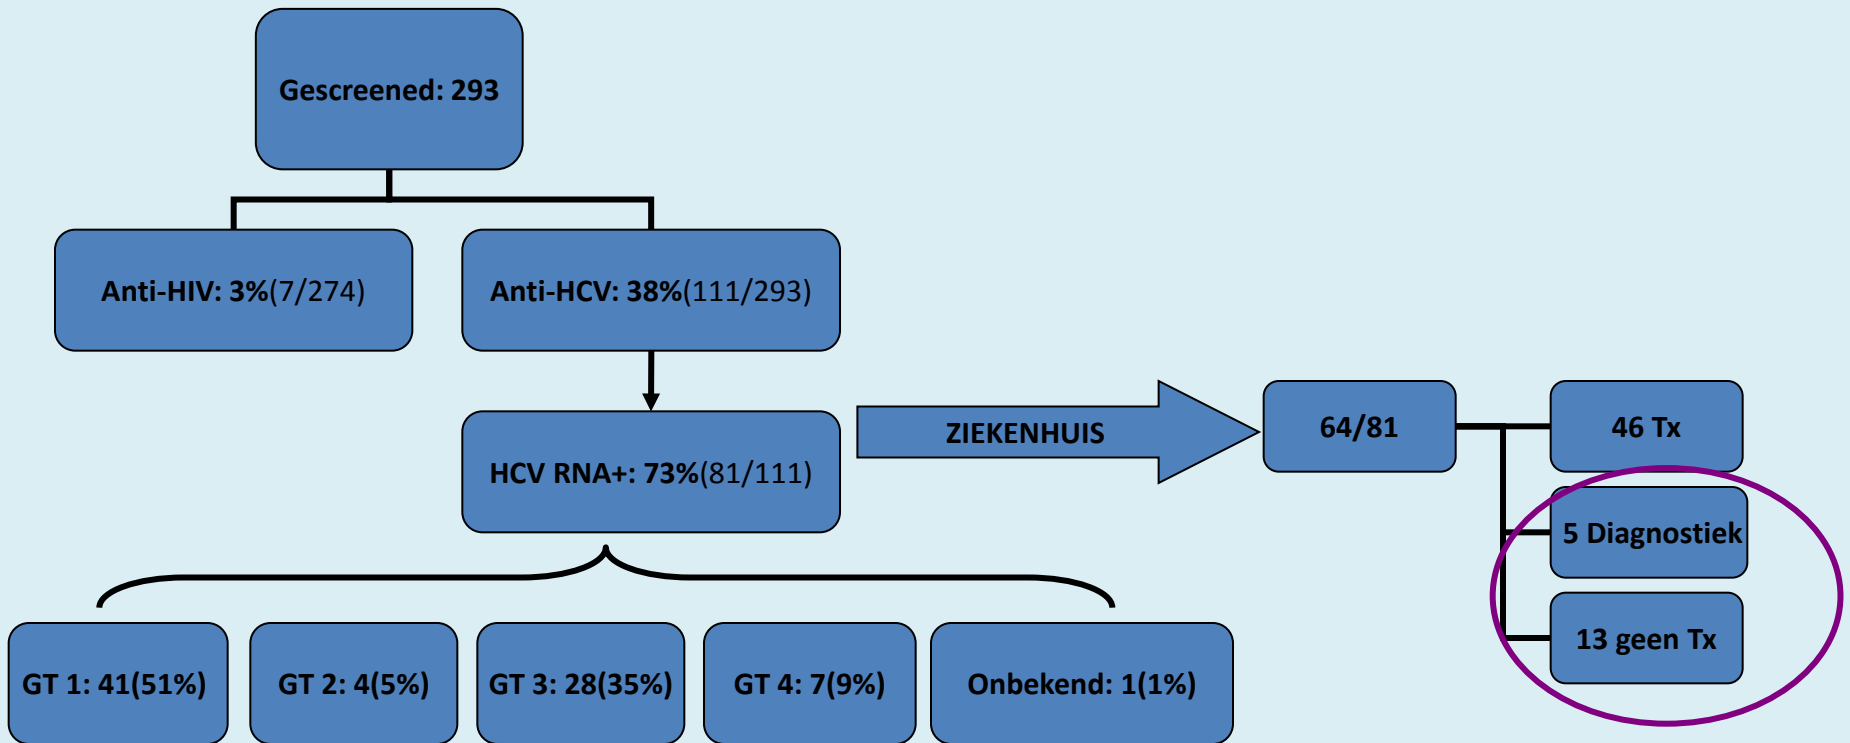 Gescreened: 293
Anti-HIV: 3%(7/274)
Anti-HCV: 38%(111/293)
HCV RNA+: 73%(81/111)
ZIEKENHUIS
64/81
46 Tx
5 Diagnostiek
13 geen Tx
GT 1: 41(51%)
GT 2: 4(5%)
GT 3: 28(35%)
GT 4: 7(9%)
Onbekend: 1(1%)